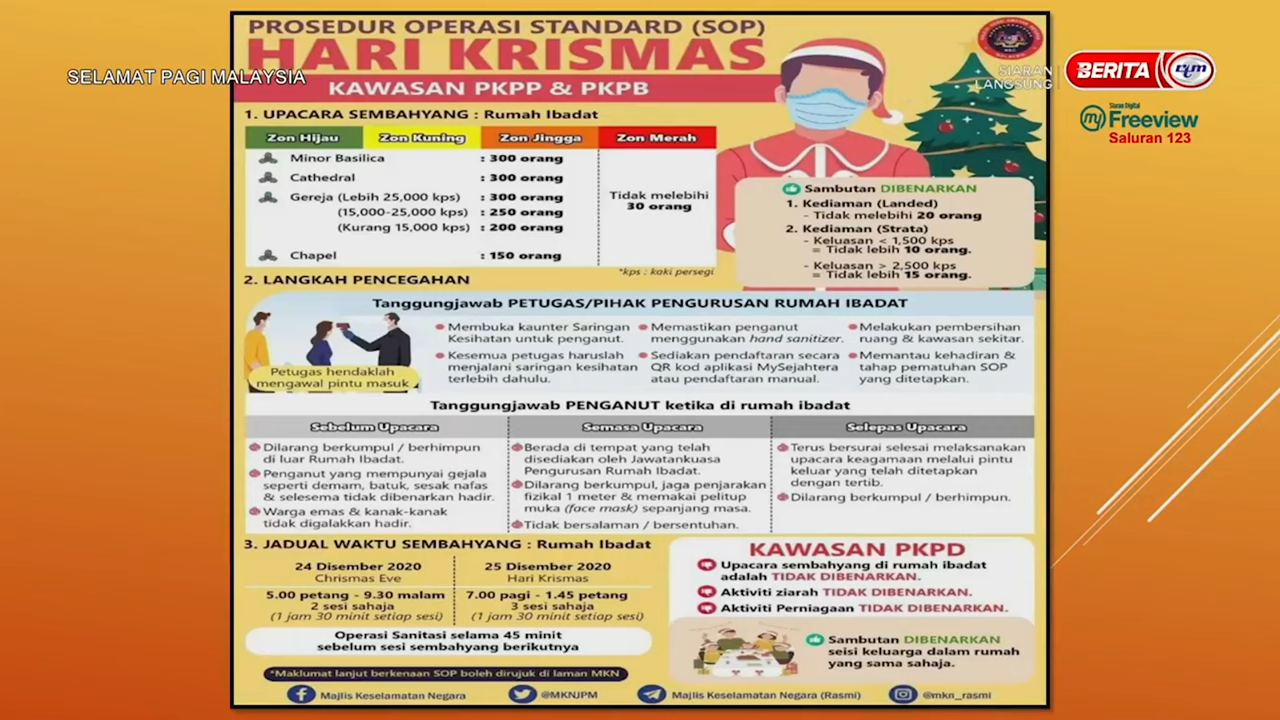 PROSEDUR OPERASI STANDARD (SOP)
HARI KRISMAS
KAWASAN PKPP & PKPB
SELAMAT PAGI MALAYSIA
SIARAN
LANGSUNG
BERITA rtm
Siaran Digital
my Freeview
Saluran 123
1. UPACARA SEMBAHYANG : Rumah Ibadat
Zon Hijau Zon Kuning Zon Jingga Zon Merah
Minor Basilica : 300 orang
Cathedral : 300 orang
Gereja (Lebih 25,000 kps) : 300 orang
(15,000-25,000 kps) : 250 orang
(Kurang 15,000 kps) : 200 orang
Chapel : 150 orang
Tidak melebihi
30 orang
*kps : kaki persegi
Sambutan DIBENARKAN
1. Kediaman (Landed)
- Tidak melebihi 20 orang
2. Kediaman (Strata)
- Keluasan < 1,500 kps
= Tidak lebih 10 orang.
- Keluasan > 2,500 kps
= Tidak lebih 15 orang.
2. LANGKAH PENCEGAHAN
Tanggungjawab PETUGAS/PIHAK PENGURUSAN RUMAH IBADAT
Petugas hendaklah
mengawal pintu masuk
Membuka kaunter Saringan
Kesihatan untuk penganut.
Kesemua petugas haruslah
menjalani saringan kesihatan
terlebih dahulu.
Memastikan penganut
menggunakan hand sanitizer.
Sediakan pendaftaran secara
QR kod aplikasi MySejahtera
atau pendaftaran manual.
Melakukan pembersihan
ruang & kawasan sekitar.
Memantau kehadiran &
tahap pematuhan SOP
yang ditetapkan.
Tanggungjawab PENGANUT ketika di rumah ibadat
Sebelum Upacara
Dilarang berkumpul / berhimpun
di luar Rumah Ibadat.
Penganut yang mempunyai gejala
seperti demam, batuk, sesak nafas
& selesema tidak dibenarkan hadir.
Warga emas & kanak-kanak
tidak digalakkan hadir.
Semasa Upacara
Berada di tempat yang telah
disediakan oleh Jawatankuasa
Pengurusan Rumah Ibadat.
Dilarang berkumpul, jaga penjarakan
fizikal 1 meter & memakai pelitup
muka (face mask) sepanjang masa.
Tidak bersalaman / bersentuhan.
Selepas Upacara
Terus bersurai selesai melaksanakan
upacara keagamaan melalui pintu
keluar yang telah ditetapkan
dengan tertib.
Dilarang berkumpul / berhimpun.
3. JADUAL WAKTU SEMBAHYANG : Rumah Ibadat
24 Disember 2020
Chrismas Eve
5.00 petang - 9.30 malam
2 sesi sahaja
(1 jam 30 minit setiap sesi)
25 Disember 2020
Hari Krismas
7.00 pagi - 1.45 petang
3 sesi sahaja
(1 jam 30 minit setiap sesi)
Operasi Sanitasi selama 45 minit
sebelum sesi sembahyang berikutnya
KAWASAN PKPD
Upacara sembahyang di rumah ibadat
adalah TIDAK DIBENARKAN.
Aktiviti ziarah TIDAK DIBENARKAN.
Aktiviti Perniagaan TIDAK DIBENARKAN.
Sambutan DIBENARKAN
seisi keluarga dalam rumah
yang sama sahaja.
*Maklumat lanjut berkenaan SOP boleh dirujuk di laman MKN
Majlis Keselamatan Negara @MKNJPM Majlis Keselamatan Negara (Rasmi) @mkn_rasmi